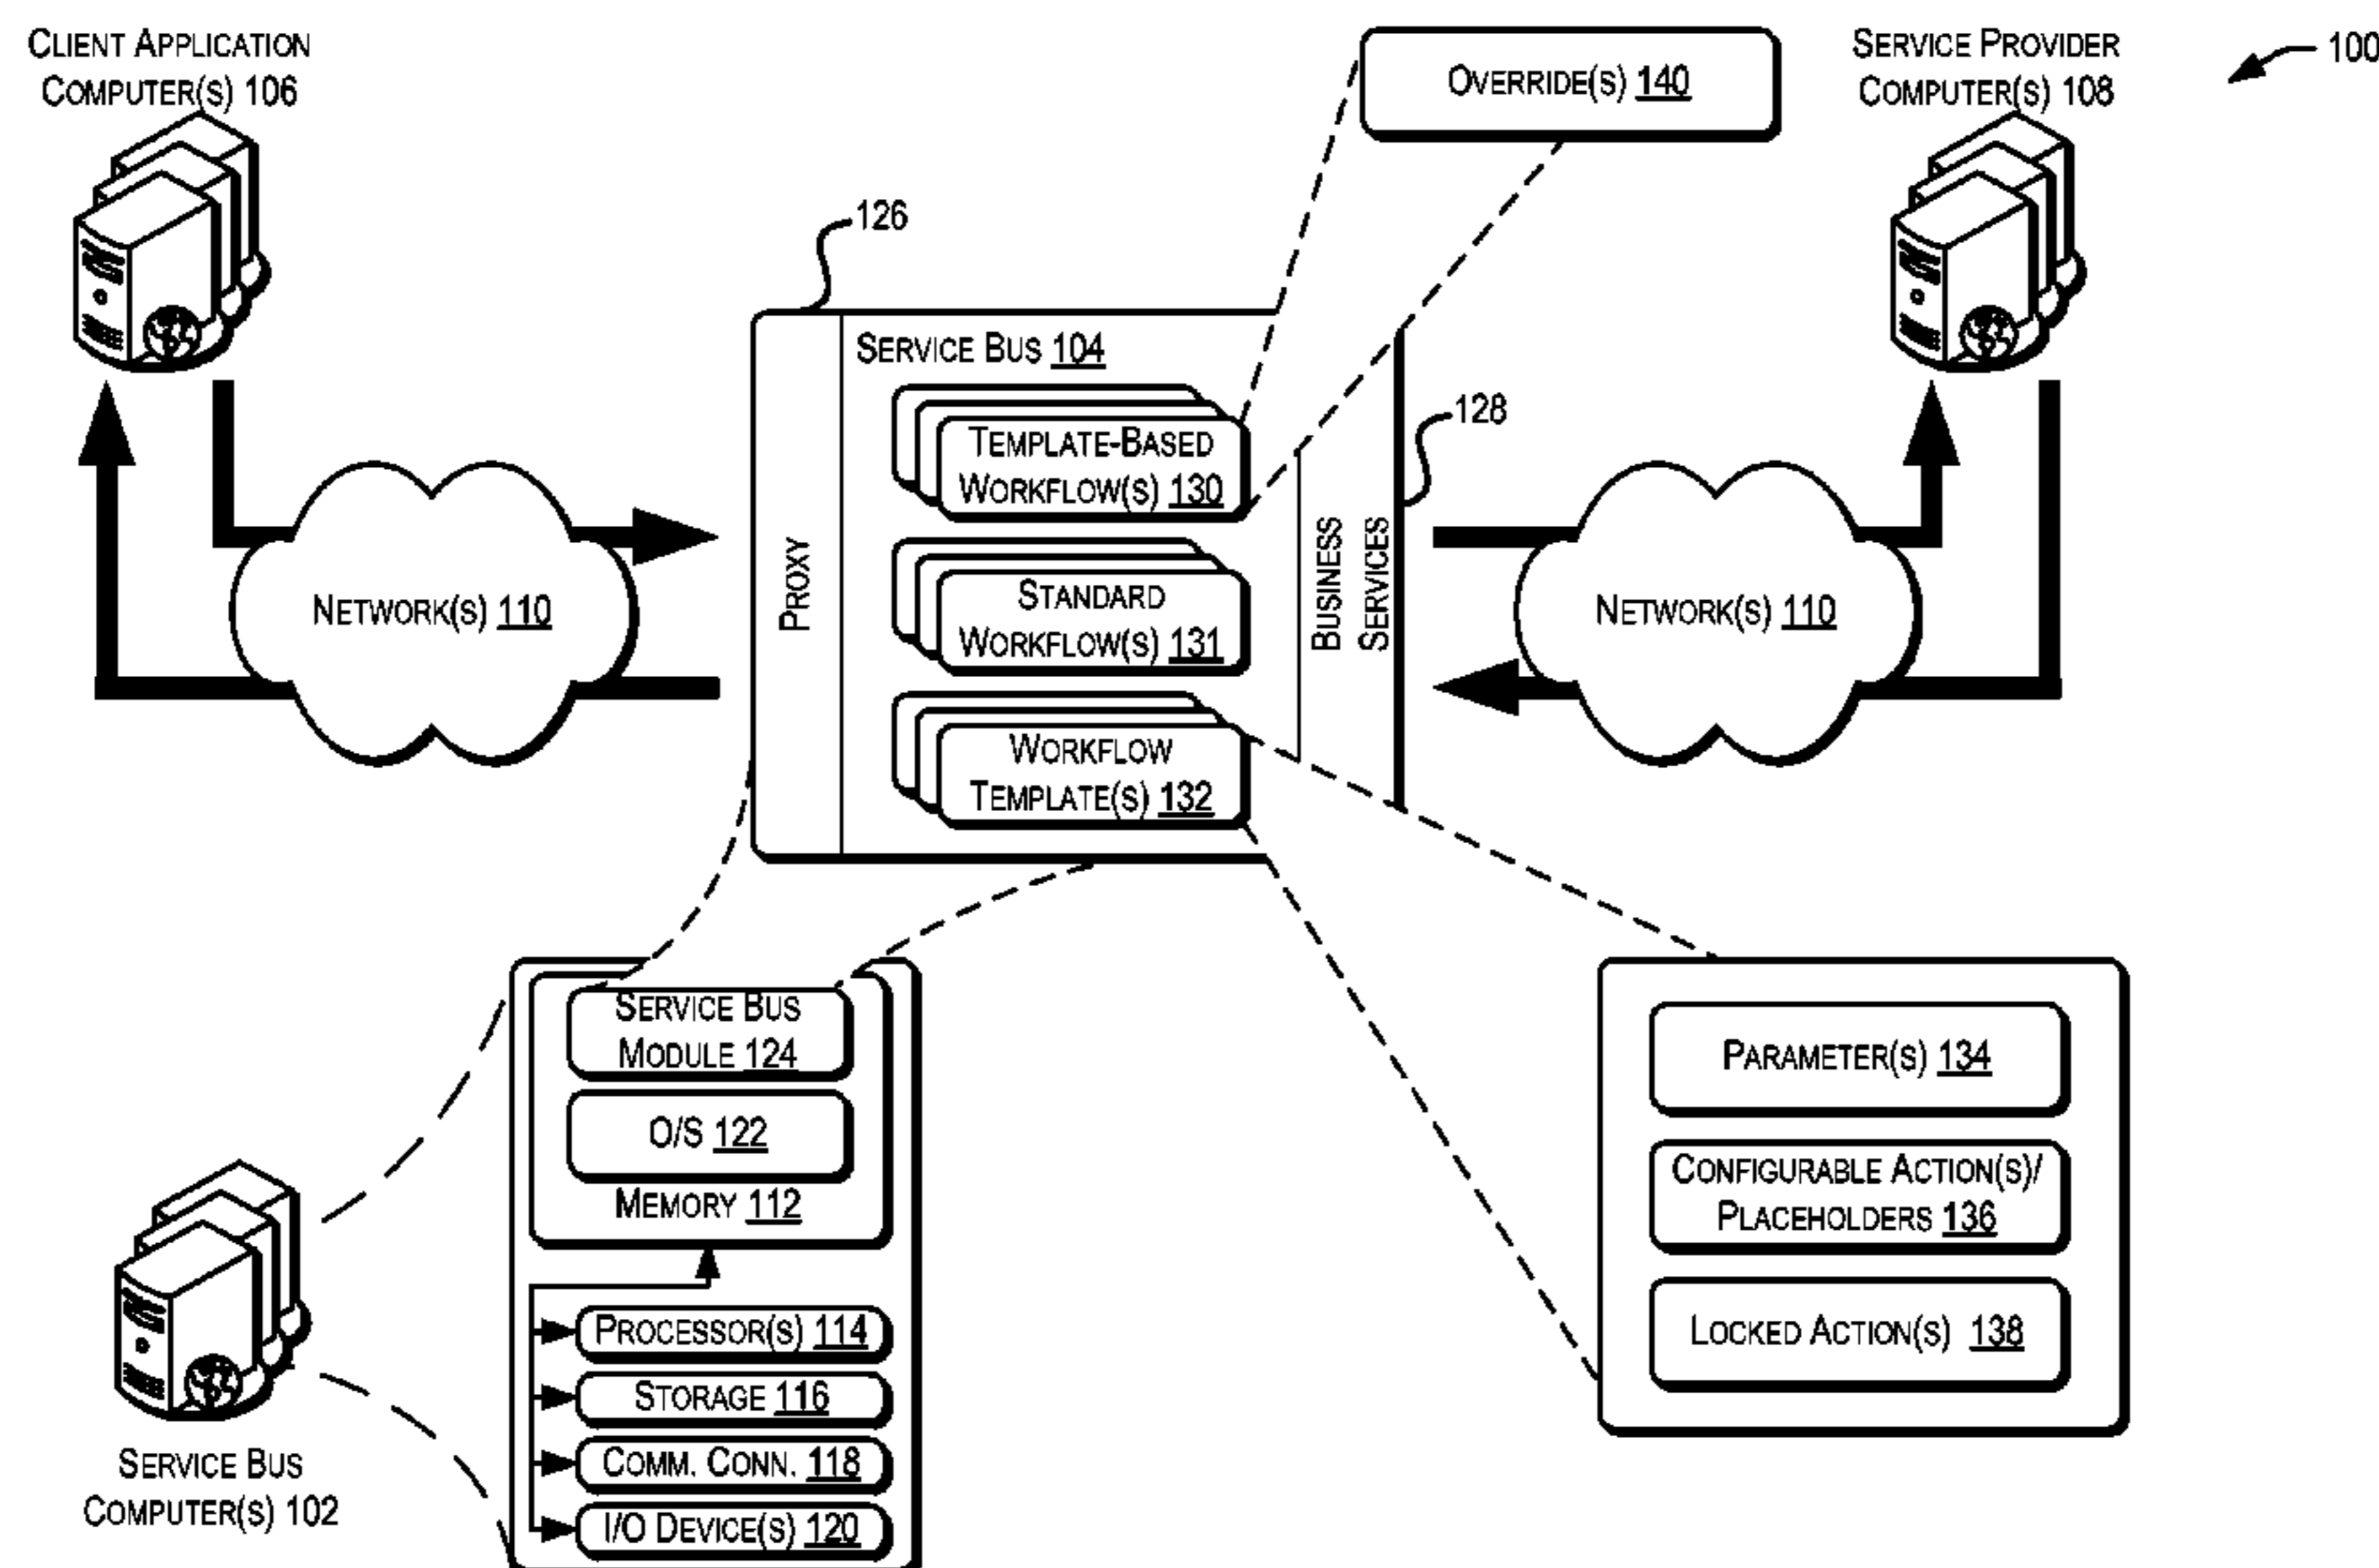 CLIENT APPLICATION
COMPUTER(S) 106
OVERRIDE(S) 140
SERVICE PROVIDER
COMPUTER(S) 108
100
126
SERVICE BUS 104
TEMPLATE-BASED
WORKFLOW(S) 130
128
PROXY
STANDARD
WORKFLOW(S) 131
BUSINESS
SERVICES
NETWORK(S) 110
NETWORK(S) 110
WORKFLOW
TEMPLATE(S) 132
SERVICE BUS
MODULE 124
O/S 122
MEMORY 112
PROCESSOR(S) 114
STORAGE 116
COMM. CONN. 118
I/O DEVICE(S) 120
SERVICE BUS
COMPUTER(S) 102
PARAMETER(S) 134
CONFIGURABLE ACTION(S)/
PLACEHOLDERS 136
LOCKED ACTION(S) 138